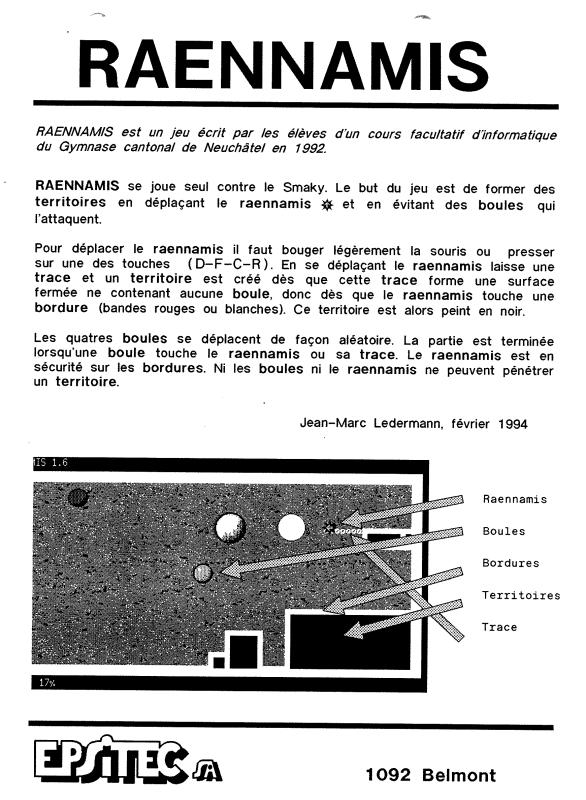 RAENNAMIS
RAENNAMIS est un jeu écrit par les élèves d'un cours facultatif d'informatique
du Gymnase cantonal de Neuchâtel en 1992.
RAENNAMIS se joue seul contre le Smaky. Le but du jeu est de former des
territoires en déplaçant le raennamis et en évitant des boules qui
l'attaquent.
Pour déplacer le raennamis il faut bouger légèrement la souris ou presser
sur une des touches (D-F-C-R). En se déplaçant le raennamis laisse une
trace et un territoire est créé dès que cette trace forme une surface
fermée ne contenant aucune boule, donc dès que le raennamis touche une
bordure (bandes rouges ou blanches). Ce territoire est alors peint en noir.
Les quatres boules se déplacent de façon aléatoire. La partie est terminée
lorsqu'une boule touche le raennamis ou sa trace. Le raennamis est en
sécurité sur les bordures. Ni les boules ni le raennamis ne peuvent pénétrer
un territoire.
Jean-Marc Ledermann, février 1994
MIS 1.6
Raennamis
Boules
Bordures
Territoires
Trace
17%
EPSITEC SA
1092 Belmont